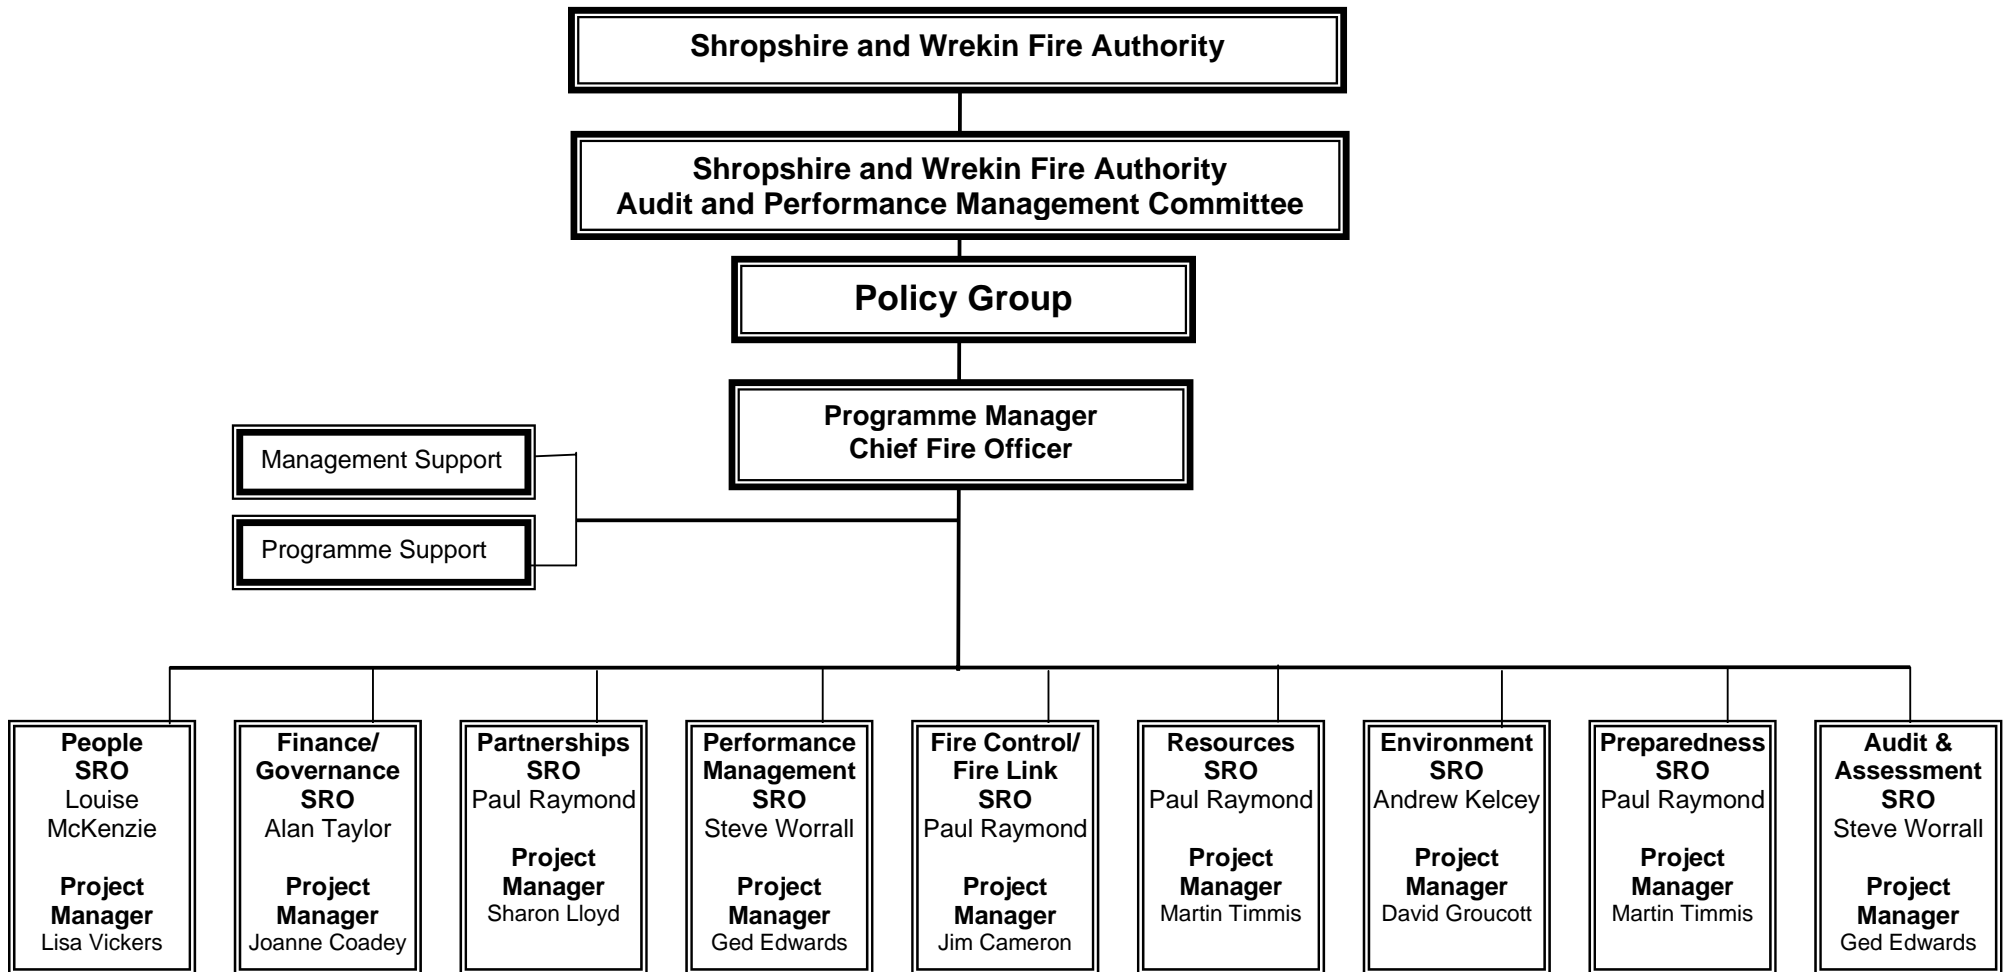 Shropshire and Wrekin Fire Authority
Shropshire and Wrekin Fire Authority
Audit and Performance Management Committee
Policy Group
Programme Manager
Chief Fire Officer
Management Support
Programme Support
People
SRO
Louise
McKenzie
Project
Manager
Lisa Vickers
Finance/
Governance
SRO
Alan Taylor
Project
Manager
Joanne Coadey
Partnerships
SRO
Paul Raymond
Project
Manager
Sharon Lloyd
Performance
Management
SRO
Steve Worrall
Project
Manager
Ged Edwards
Fire Control/
Fire Link
SRO
Paul Raymond
Project
Manager
Jim Cameron
Resources
SRO
Paul Raymond
Project
Manager
Martin Timmis
Environment
SRO
Andrew Kelcey
Project
Manager
David Groucott
Preparedness
SRO
Paul Raymond
Project
Manager
Martin Timmis
Audit &
Assessment
SRO
Steve Worrall
Project
Manager
Ged Edwards